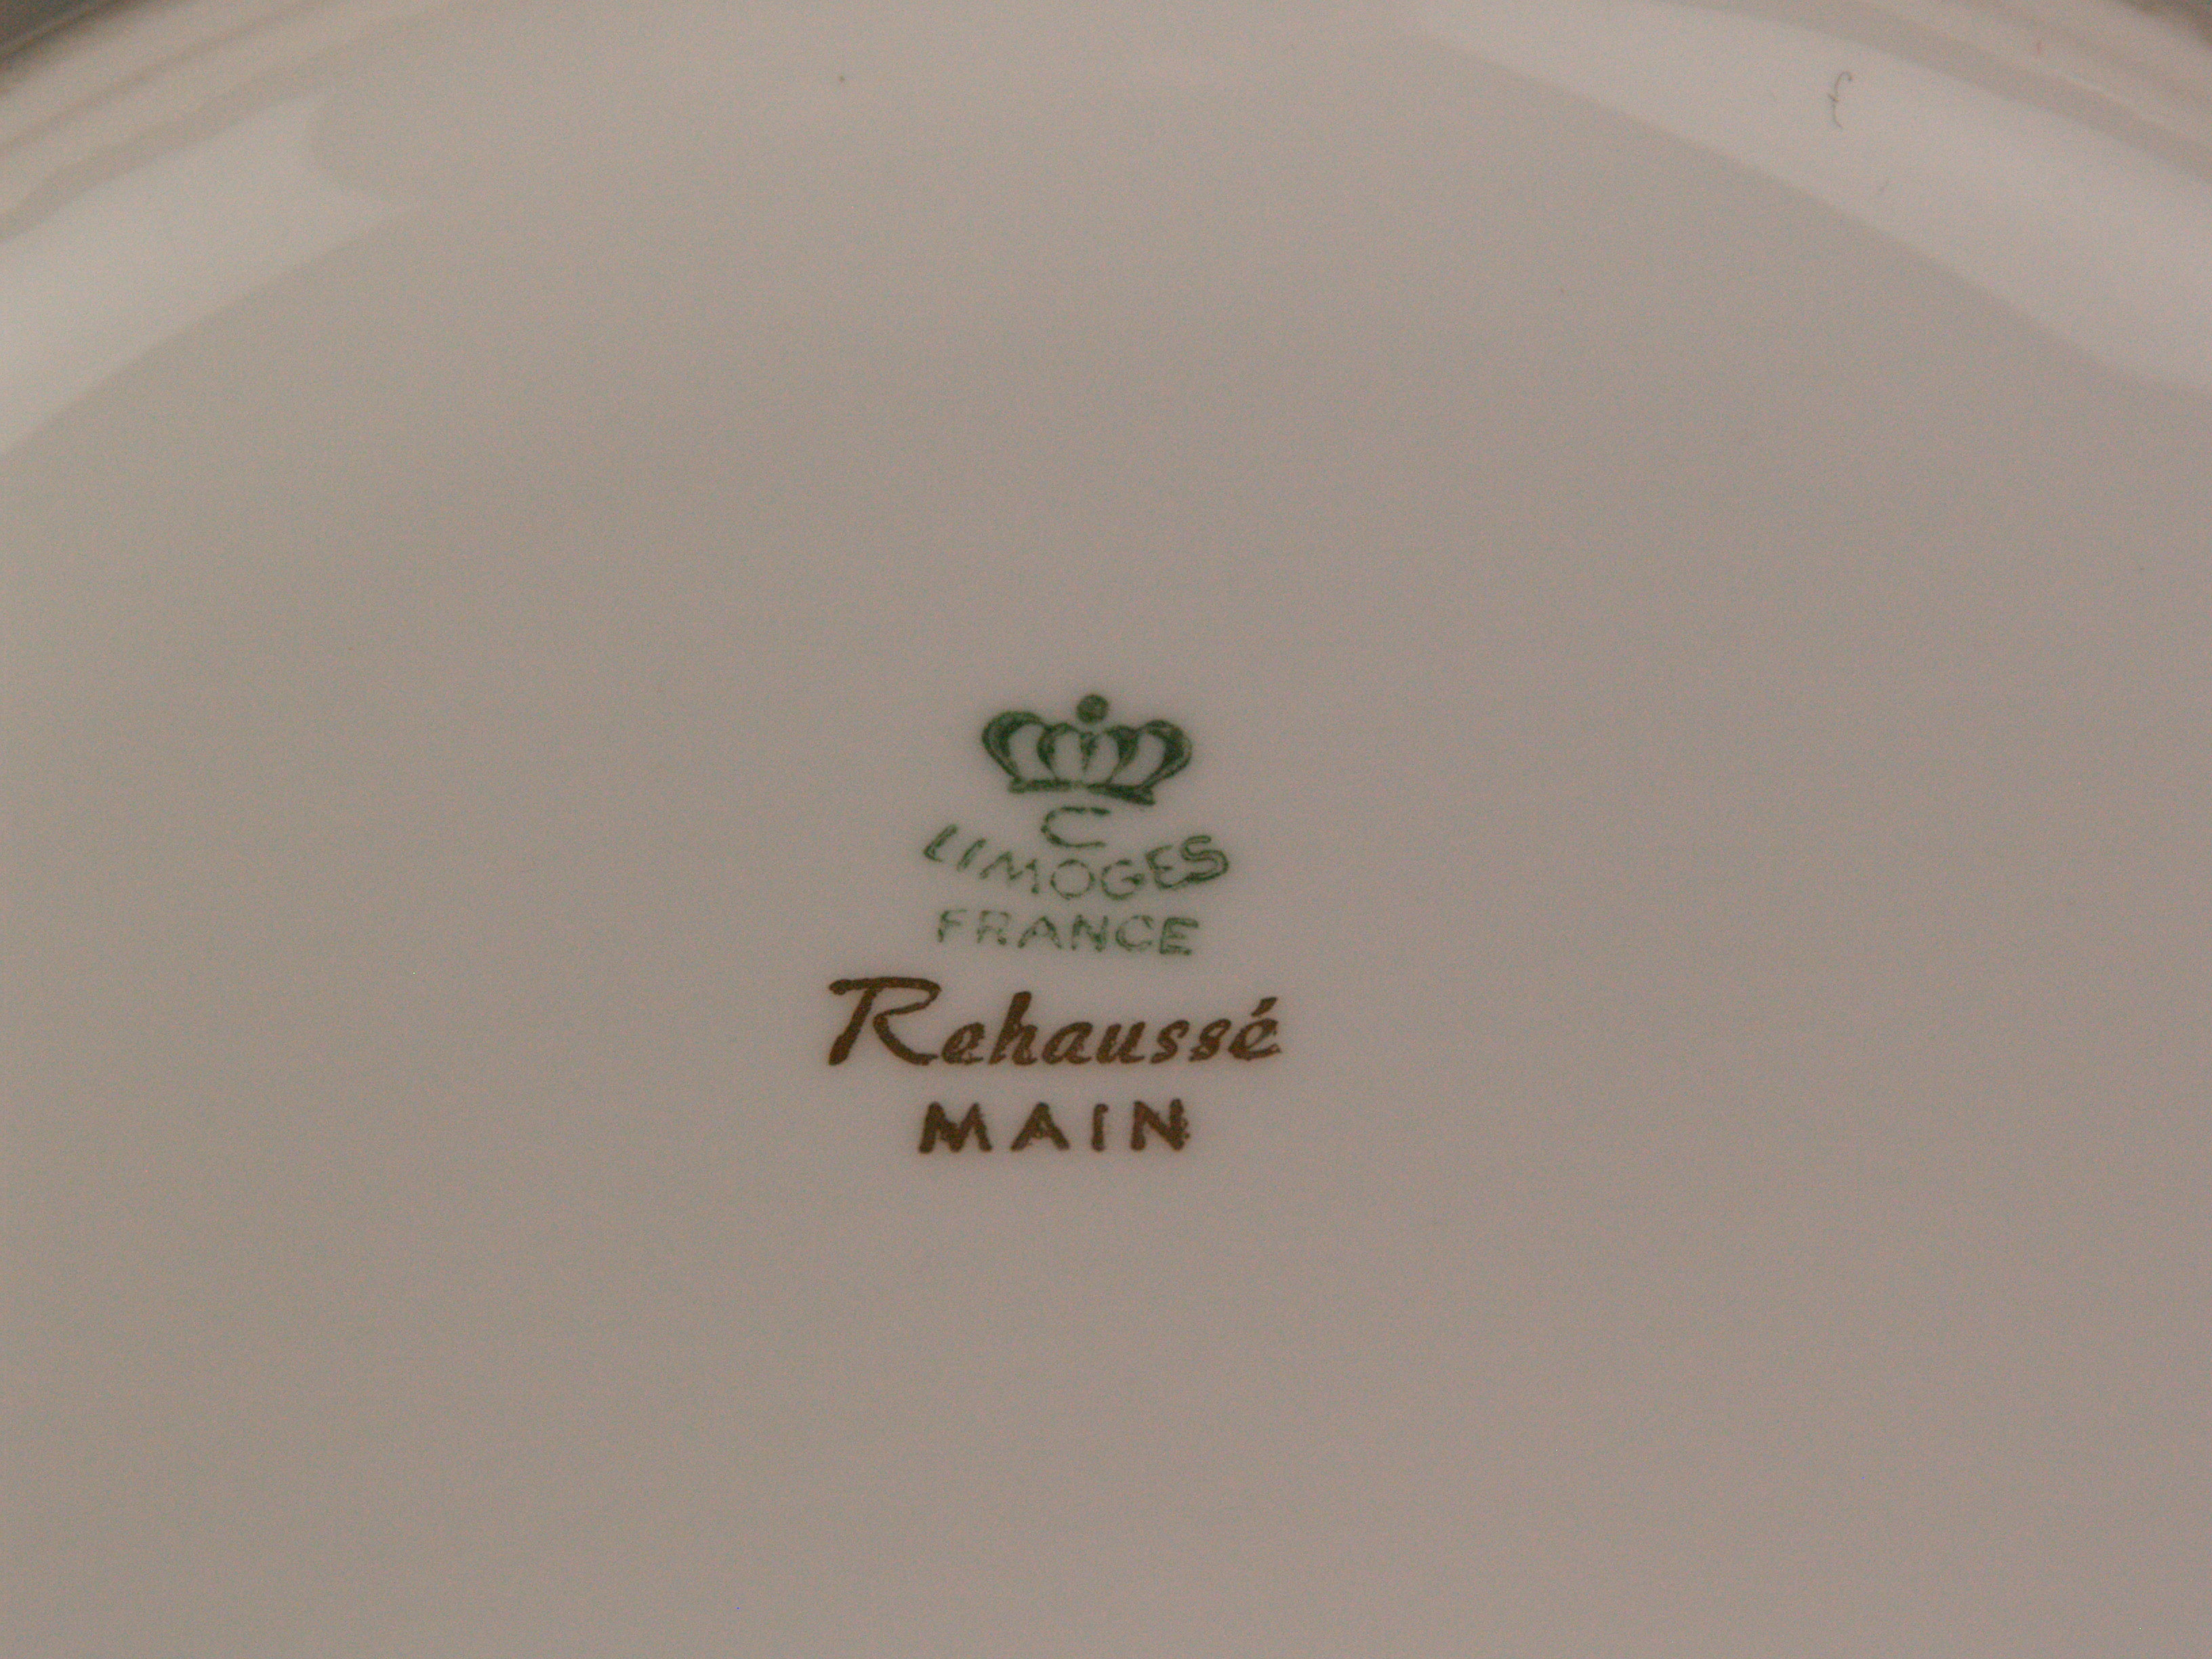 C
LIMOGES
FRANCE
Rehaussé
MAIN